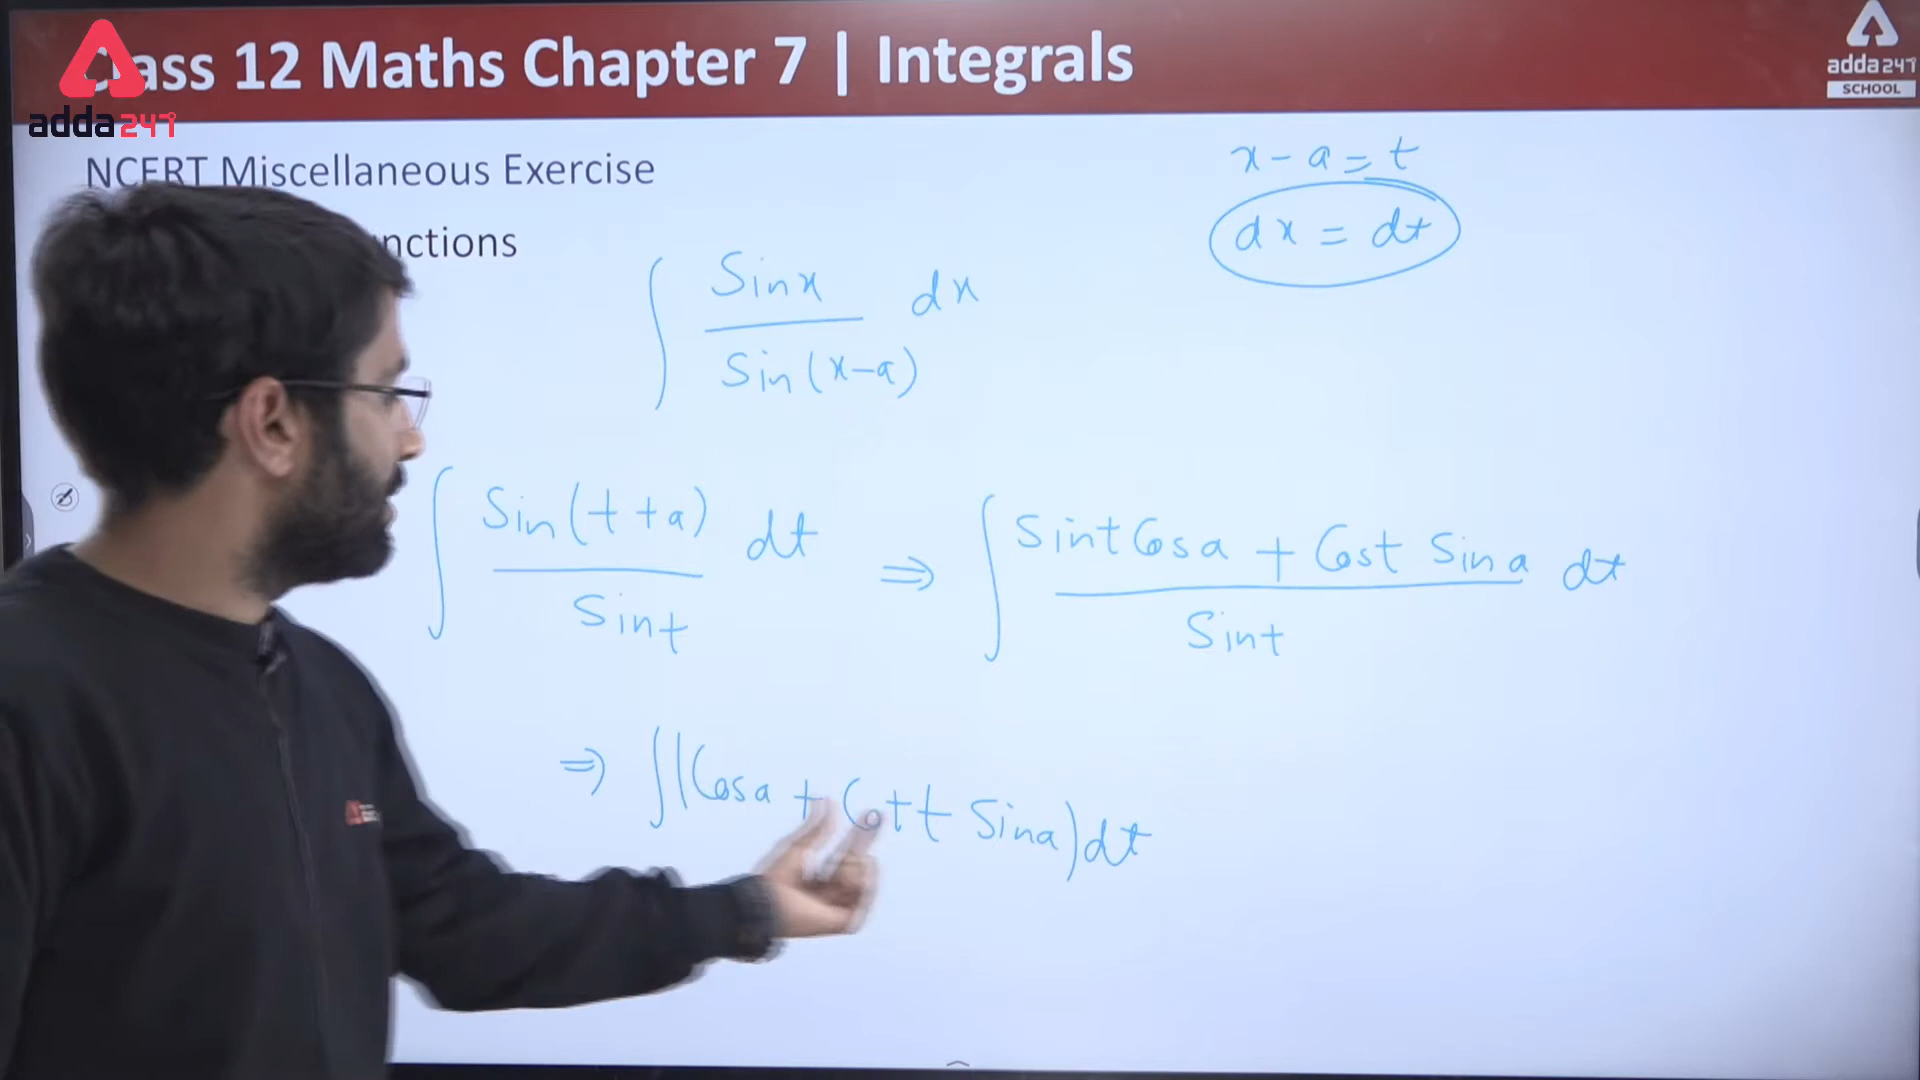 ass 12 Maths Chapter 7 | Integrals
adda247
adda247
SCHOOL
NCERT Miscellaneous Exercise
nctions
x - a = t
dx = dt
∫ Sinx / Sin(x-a) dx
∫ Sin(t+a) / Sint dt ⇒ ∫ Sint Cosa + Cost Sina / Sint dt
⇒ ∫(Cosa + Cott Sina)dt